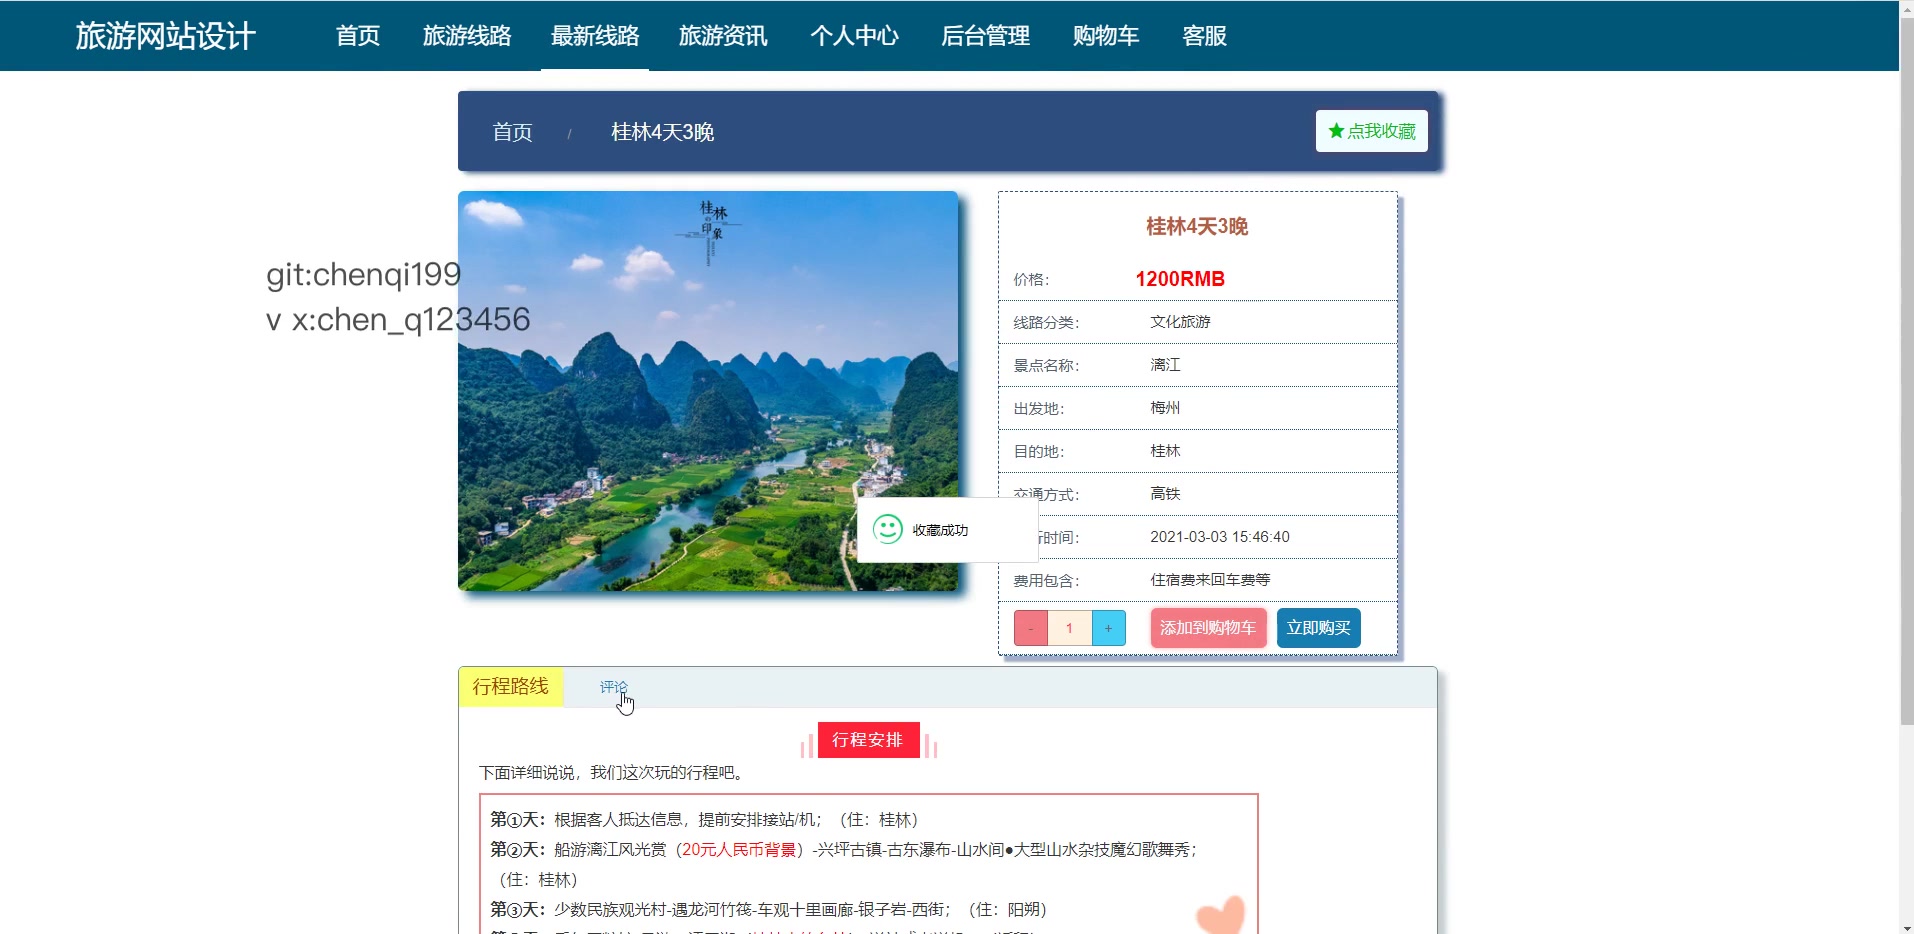 旅游网站设计 首页 旅游线路 最新线路 旅游资讯 个人中心 后台管理 购物车 客服
首页 / 桂林4天3晚
★点我收藏
桂林
印象
git:chenqi199
v x:chen_q123456
桂林4天3晚
价格： 1200RMB
线路分类： 文化旅游
景点名称： 漓江
出发地： 梅州
目的地： 桂林
交通方式： 高铁
时间： 2021-03-03 15:46:40
费用包含： 住宿费来回车费等
收藏成功
- 1 + 添加到购物车 立即购买
行程路线 评论
行程安排
下面详细说说，我们这次玩的行程吧。
第①天：根据客人抵达信息，提前安排接站/机；（住：桂林）
第②天：船游漓江风光赏（20元人民币背景）-兴坪古镇-古东瀑布-山水间●大型山水杂技魔幻歌舞秀；
（住：桂林）
第③天：少数民族观光村-遇龙河竹筏-车观十里画廊-银子岩-西街；（住：阳朔）